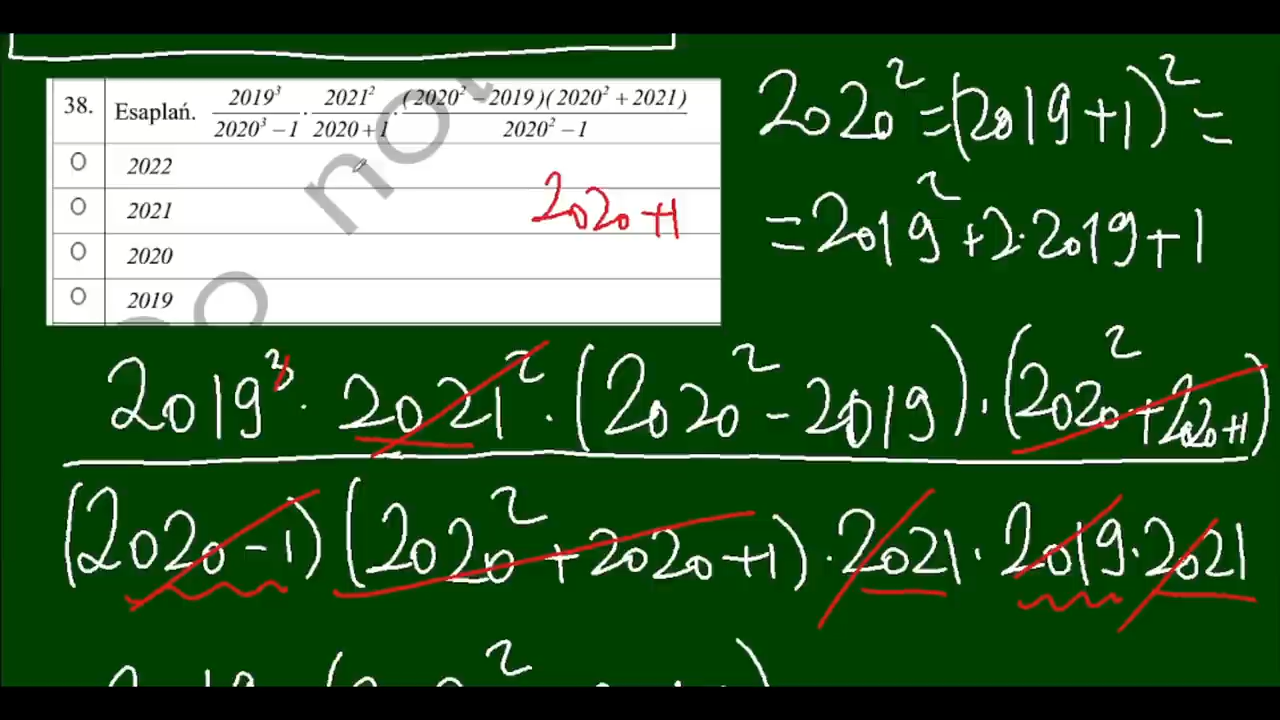 38. Esaplań. 2019³/(2020³ − 1) · 2021²/(2020 + 1) · (2020² − 2019)(2020² + 2021)/(2020² − 1)
2022
2021
2020
2019
2020+1
2020² = (2019+1)² =
= 2019² + 2·2019 + 1
2019³ · 2021² · (2020² − 2019) · (2020² + 2020+1)
(2020 − 1)(2020² + 2020 + 1) · 2021 · 2019 · 2021